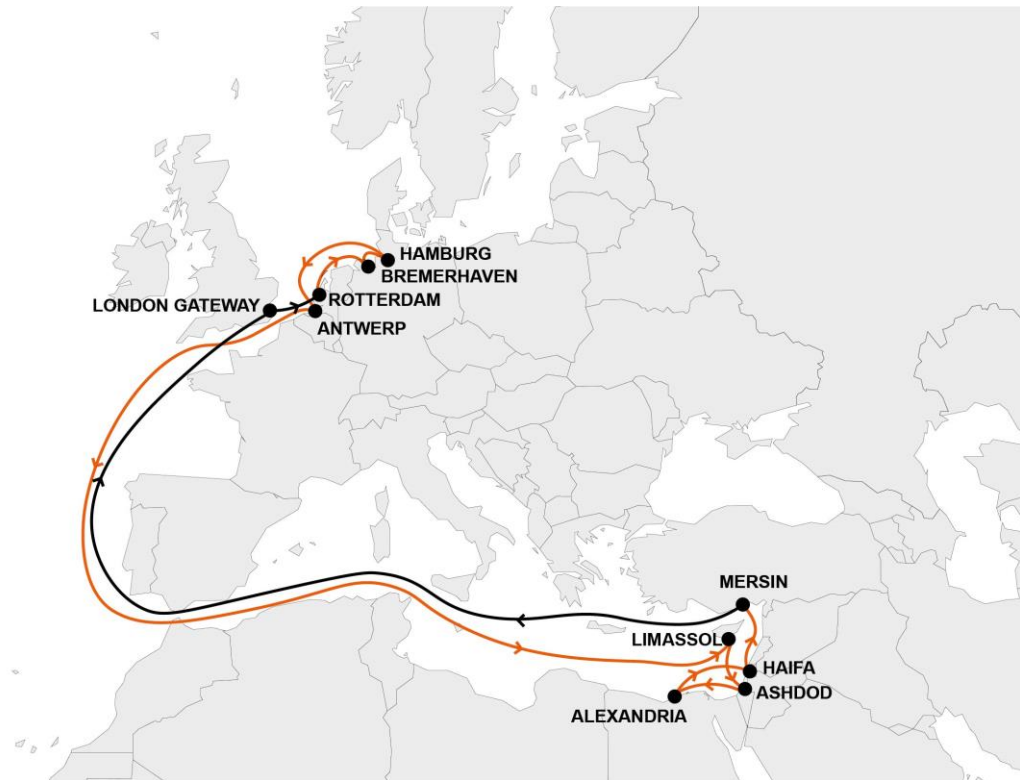 HAMBURG
BREMERHAVEN
LONDON GATEWAY
ROTTERDAM
ANTWERP
MERSIN
LIMASSOL
HAIFA
ASHDOD
ALEXANDRIA